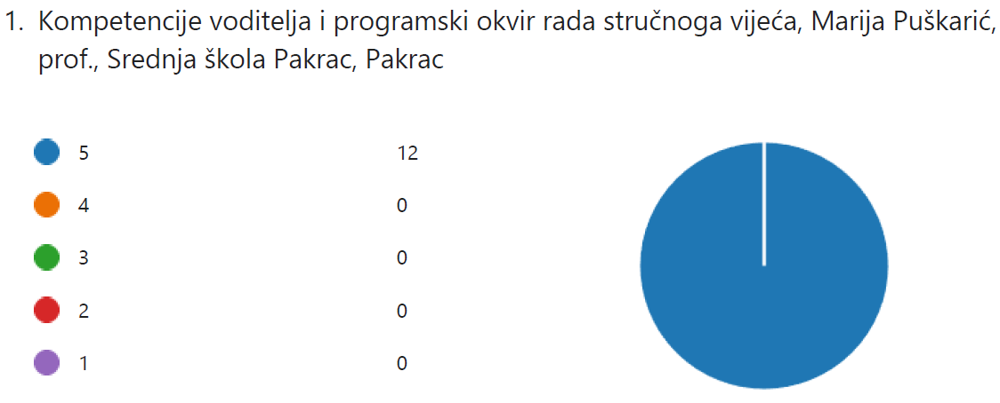 1. Kompetencije voditelja i programski okvir rada stručnoga vijeća, Marija Puškarić,
prof., Srednja škola Pakrac, Pakrac
5 12
4 0
3 0
2 0
1 0